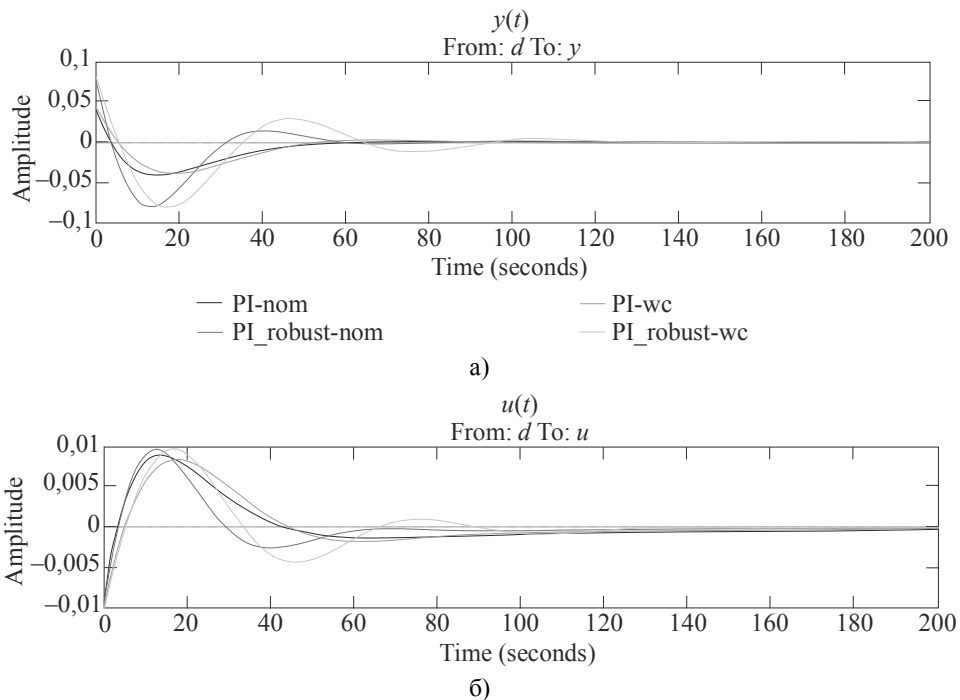 y(t)
From: d To: y
0,1
0,05
0
–0,05
–0,1
Amplitude
0 20 40 60 80 100 120 140 160 180 200
Time (seconds)
PI-nom PI-wc
PI_robust-nom PI_robust-wc
а)
u(t)
From: d To: u
0,01
0,005
0
–0,005
–0,01
Amplitude
0 20 40 60 80 100 120 140 160 180 200
Time (seconds)
б)